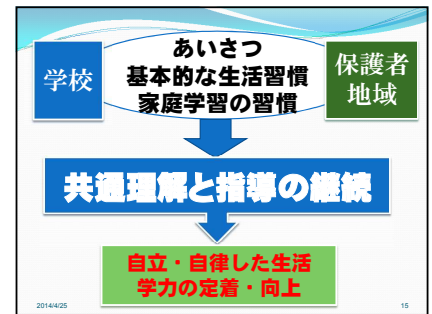 学校
あいさつ
基本的な生活習慣
家庭学習の習慣
保護者
地域
共通理解と指導の継続
自立・自律した生活
学力の定着・向上
2014/4/25
15